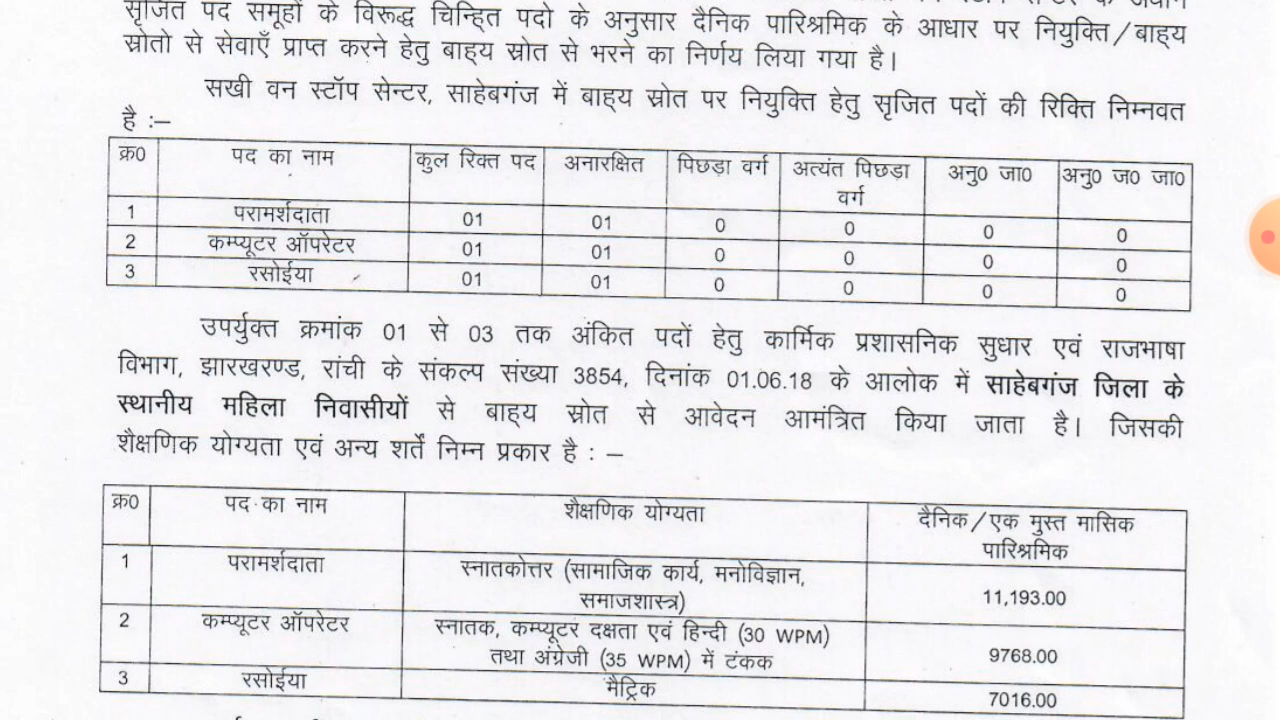 सृजित पद समूहों के विरूद्ध चिन्हित पदो के अनुसार दैनिक पारिश्रमिक के आधार पर नियुक्ति/बाह्य
स्रोतो से सेवाएँ प्राप्त करने हेतु बाह्य स्रोत से भरने का निर्णय लिया गया है।
सखी वन स्टॉप सेन्टर, साहेबगंज में बाह्य स्रोत पर नियुक्ति हेतु सृजित पदों की रिक्ति निम्नवत
है :–
क्र0 पद का नाम कुल रिक्त पद अनारक्षित पिछड़ा वर्ग अत्यंत पिछड़ा वर्ग अनु0 जा0 अनु0 ज0 जा0
1 परामर्शदाता 01 01 0 0 0 0
2 कम्प्यूटर ऑपरेटर 01 01 0 0 0 0
3 रसोईया 01 01 0 0 0 0
उपर्युक्त क्रमांक 01 से 03 तक अंकित पदों हेतु कार्मिक प्रशासनिक सुधार एवं राजभाषा
विभाग, झारखण्ड, रांची के संकल्प संख्या 3854, दिनांक 01.06.18 के आलोक में साहेबगंज जिला के
स्थानीय महिला निवासीयों से बाह्य स्रोत से आवेदन आमंत्रित किया जाता है। जिसकी
शैक्षणिक योग्यता एवं अन्य शर्ते निम्न प्रकार है : –
क्र0 पद का नाम शैक्षणिक योग्यता दैनिक/एक मुस्त मासिक
पारिश्रमिक
1 परामर्शदाता स्नातकोत्तर (सामाजिक कार्य, मनोविज्ञान,
समाजशास्त्र) 11,193.00
2 कम्प्यूटर ऑपरेटर स्नातक, कम्प्यूटर दक्षता एवं हिन्दी (30 WPM)
तथा अंग्रेजी (35 WPM) में टंकक 9768.00
3 रसोईया मैट्रिक 7016.00